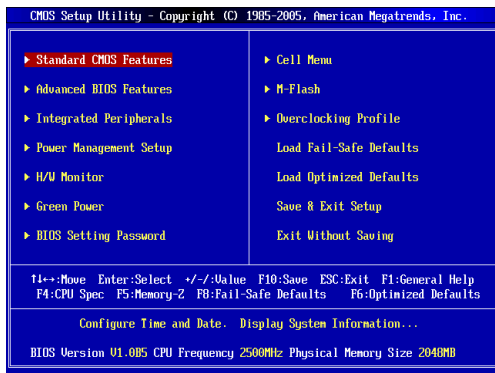 CMOS Setup Utility - Copyright (C) 1985-2005, American Megatrends, Inc.
▶ Standard CMOS Features
▶ Advanced BIOS Features
▶ Integrated Peripherals
▶ Power Management Setup
▶ H/W Monitor
▶ Green Power
▶ BIOS Setting Password
▶ Cell Menu
▶ M-Flash
▶ Overclocking Profile
Load Fail-Safe Defaults
Load Optimized Defaults
Save & Exit Setup
Exit Without Saving
↑↓←→:Move Enter:Select +/-/:Value F10:Save ESC:Exit F1:General Help
F4:CPU Spec F5:Memory-Z F8:Fail-Safe Defaults F6:Optimized Defaults
Configure Time and Date. Display System Information...
BIOS Version V1.0B5 CPU Frequency 2500MHz Physical Memory Size 2048MB